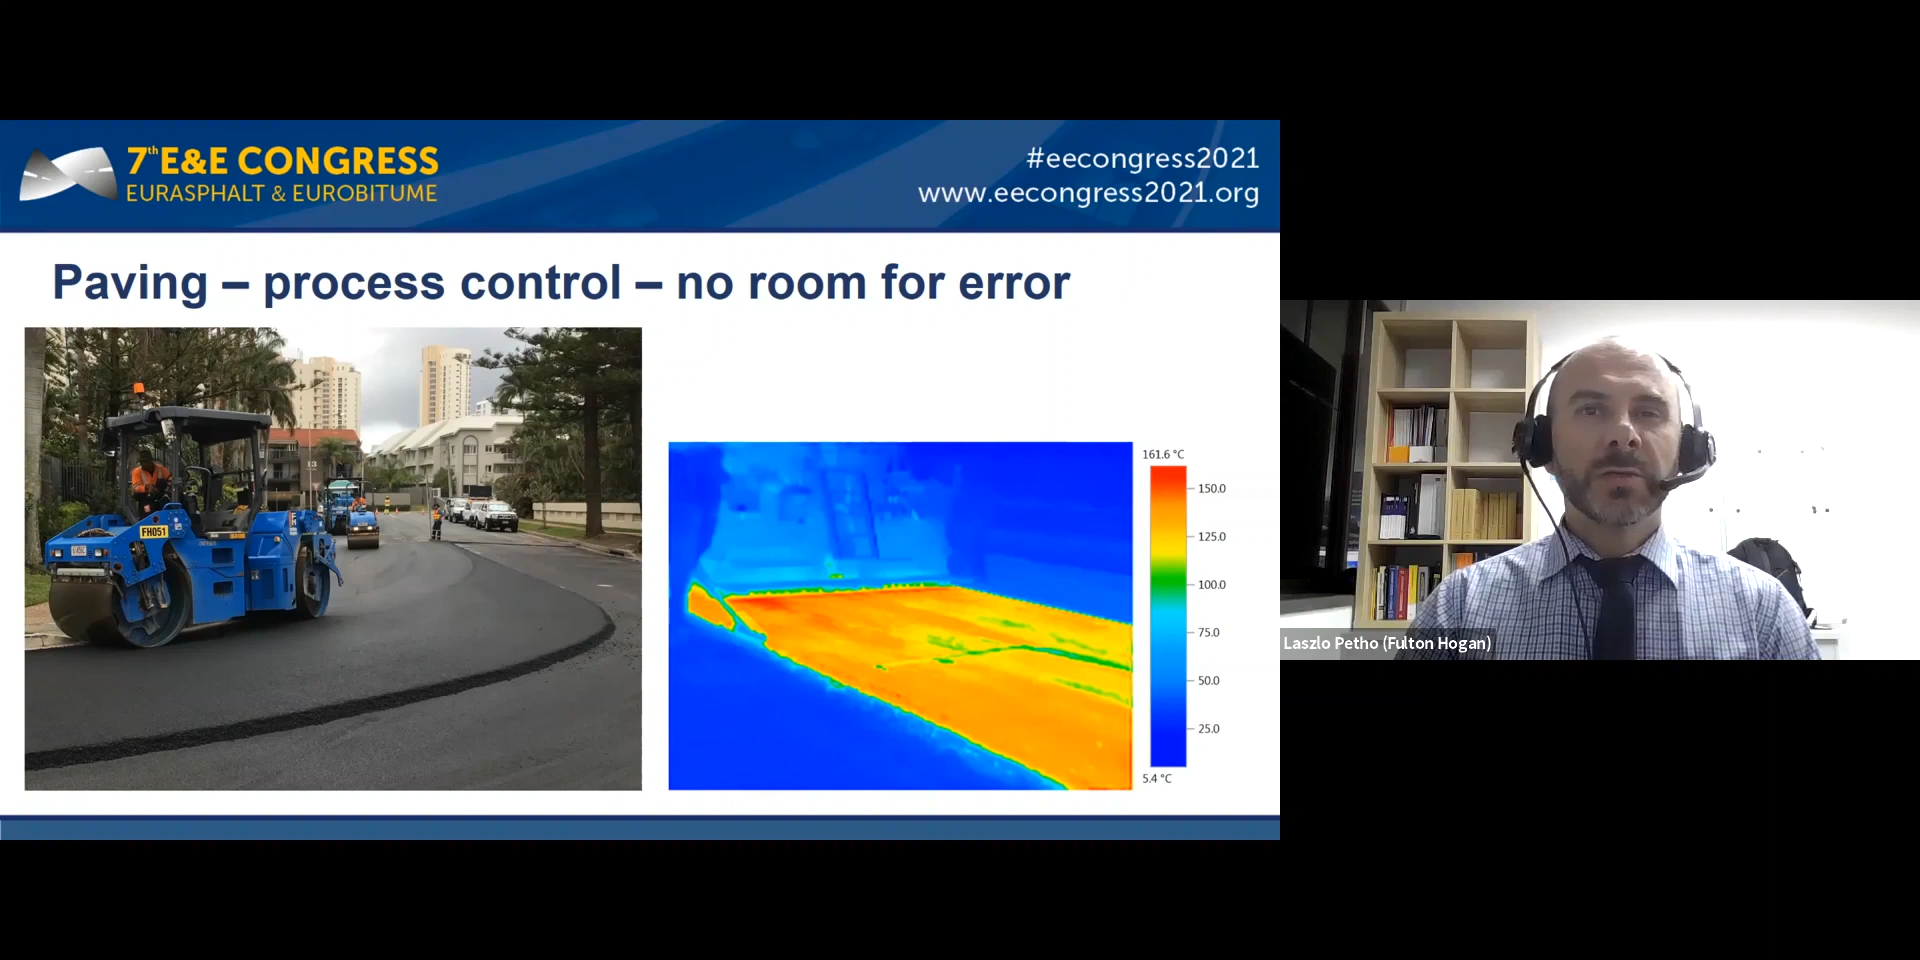 7th E&E CONGRESS
EURASPHALT & EUROBITUME
#eecongress2021
www.eecongress2021.org
Paving – process control – no room for error
FH051
13
161.6 °C
150.0
125.0
100.0
75.0
50.0
25.0
5.4 °C
Laszlo Petho (Fulton Hogan)